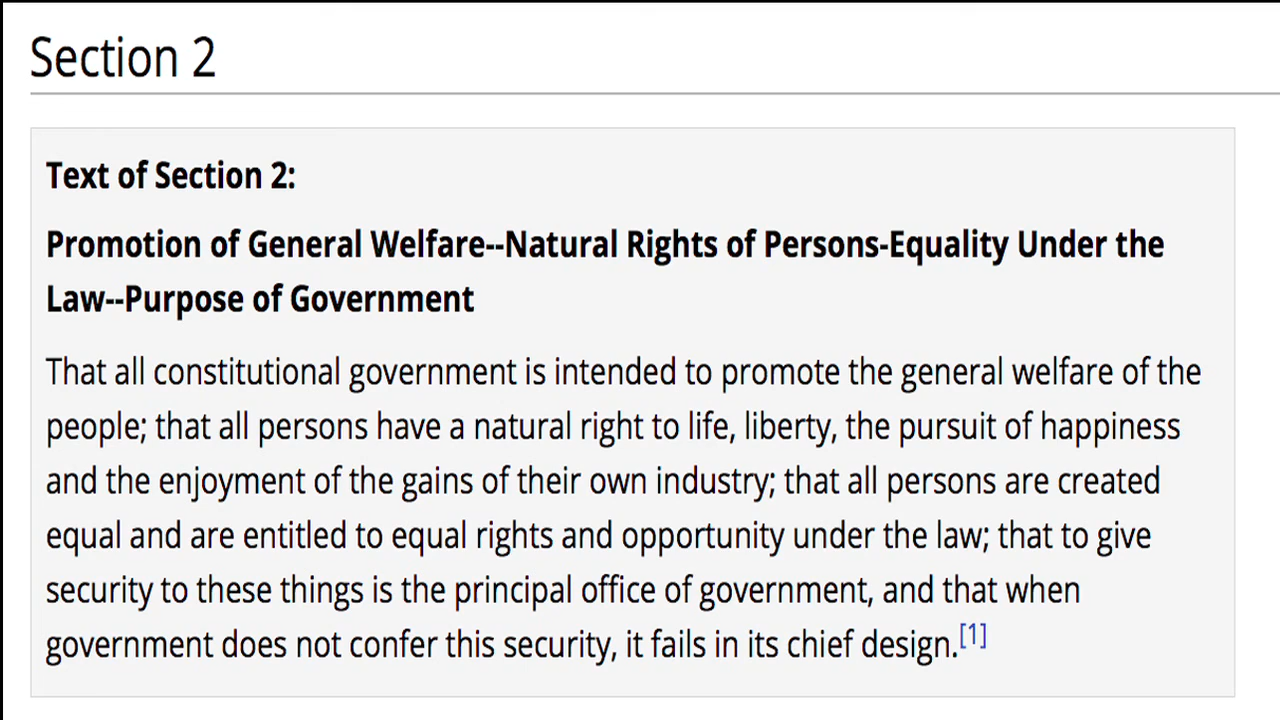 Section 2
Text of Section 2:
Promotion of General Welfare--Natural Rights of Persons-Equality Under the
Law--Purpose of Government
That all constitutional government is intended to promote the general welfare of the
people; that all persons have a natural right to life, liberty, the pursuit of happiness
and the enjoyment of the gains of their own industry; that all persons are created
equal and are entitled to equal rights and opportunity under the law; that to give
security to these things is the principal office of government, and that when
government does not confer this security, it fails in its chief design.[1]